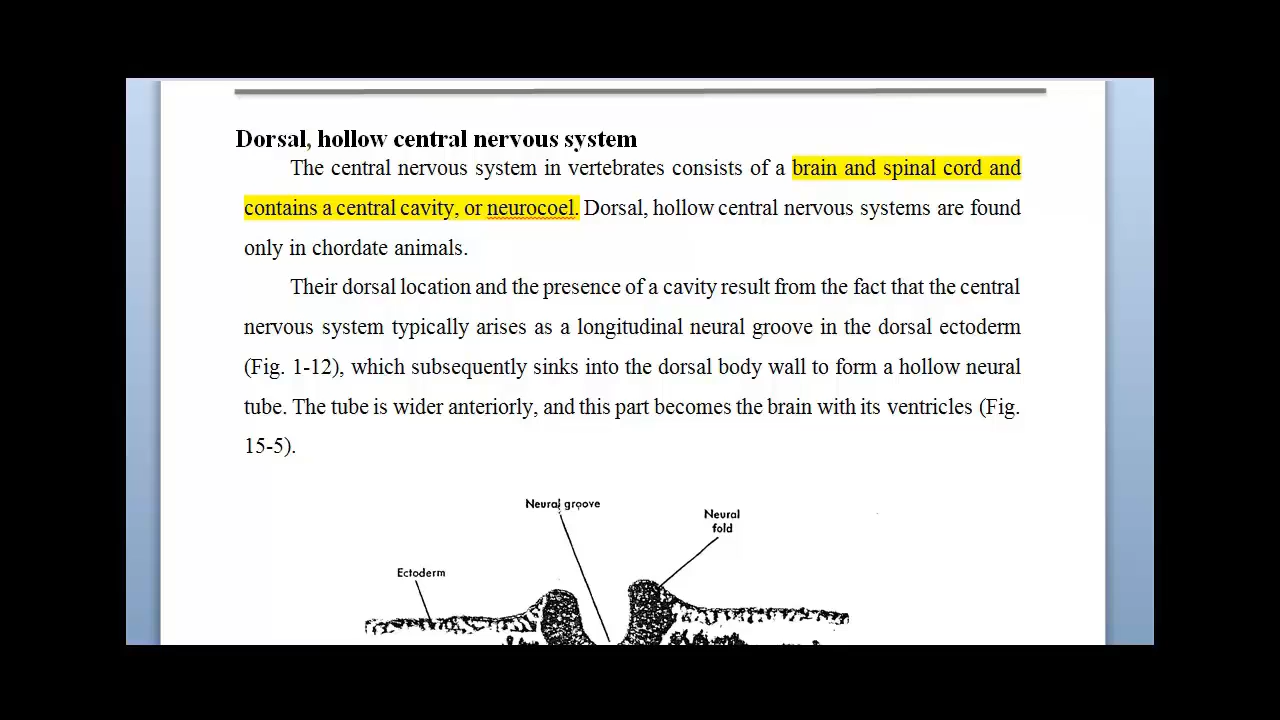 Dorsal, hollow central nervous system
The central nervous system in vertebrates consists of a brain and spinal cord and
contains a central cavity, or neurocoel. Dorsal, hollow central nervous systems are found
only in chordate animals.
Their dorsal location and the presence of a cavity result from the fact that the central
nervous system typically arises as a longitudinal neural groove in the dorsal ectoderm
(Fig. 1-12), which subsequently sinks into the dorsal body wall to form a hollow neural
tube. The tube is wider anteriorly, and this part becomes the brain with its ventricles (Fig.
15-5).
Neural groove
Neural
fold
Ectoderm